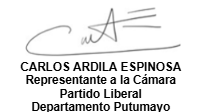 CARLOS ARDILA ESPINOSA
Representante a la Cámara
Partido Liberal
Departamento Putumayo